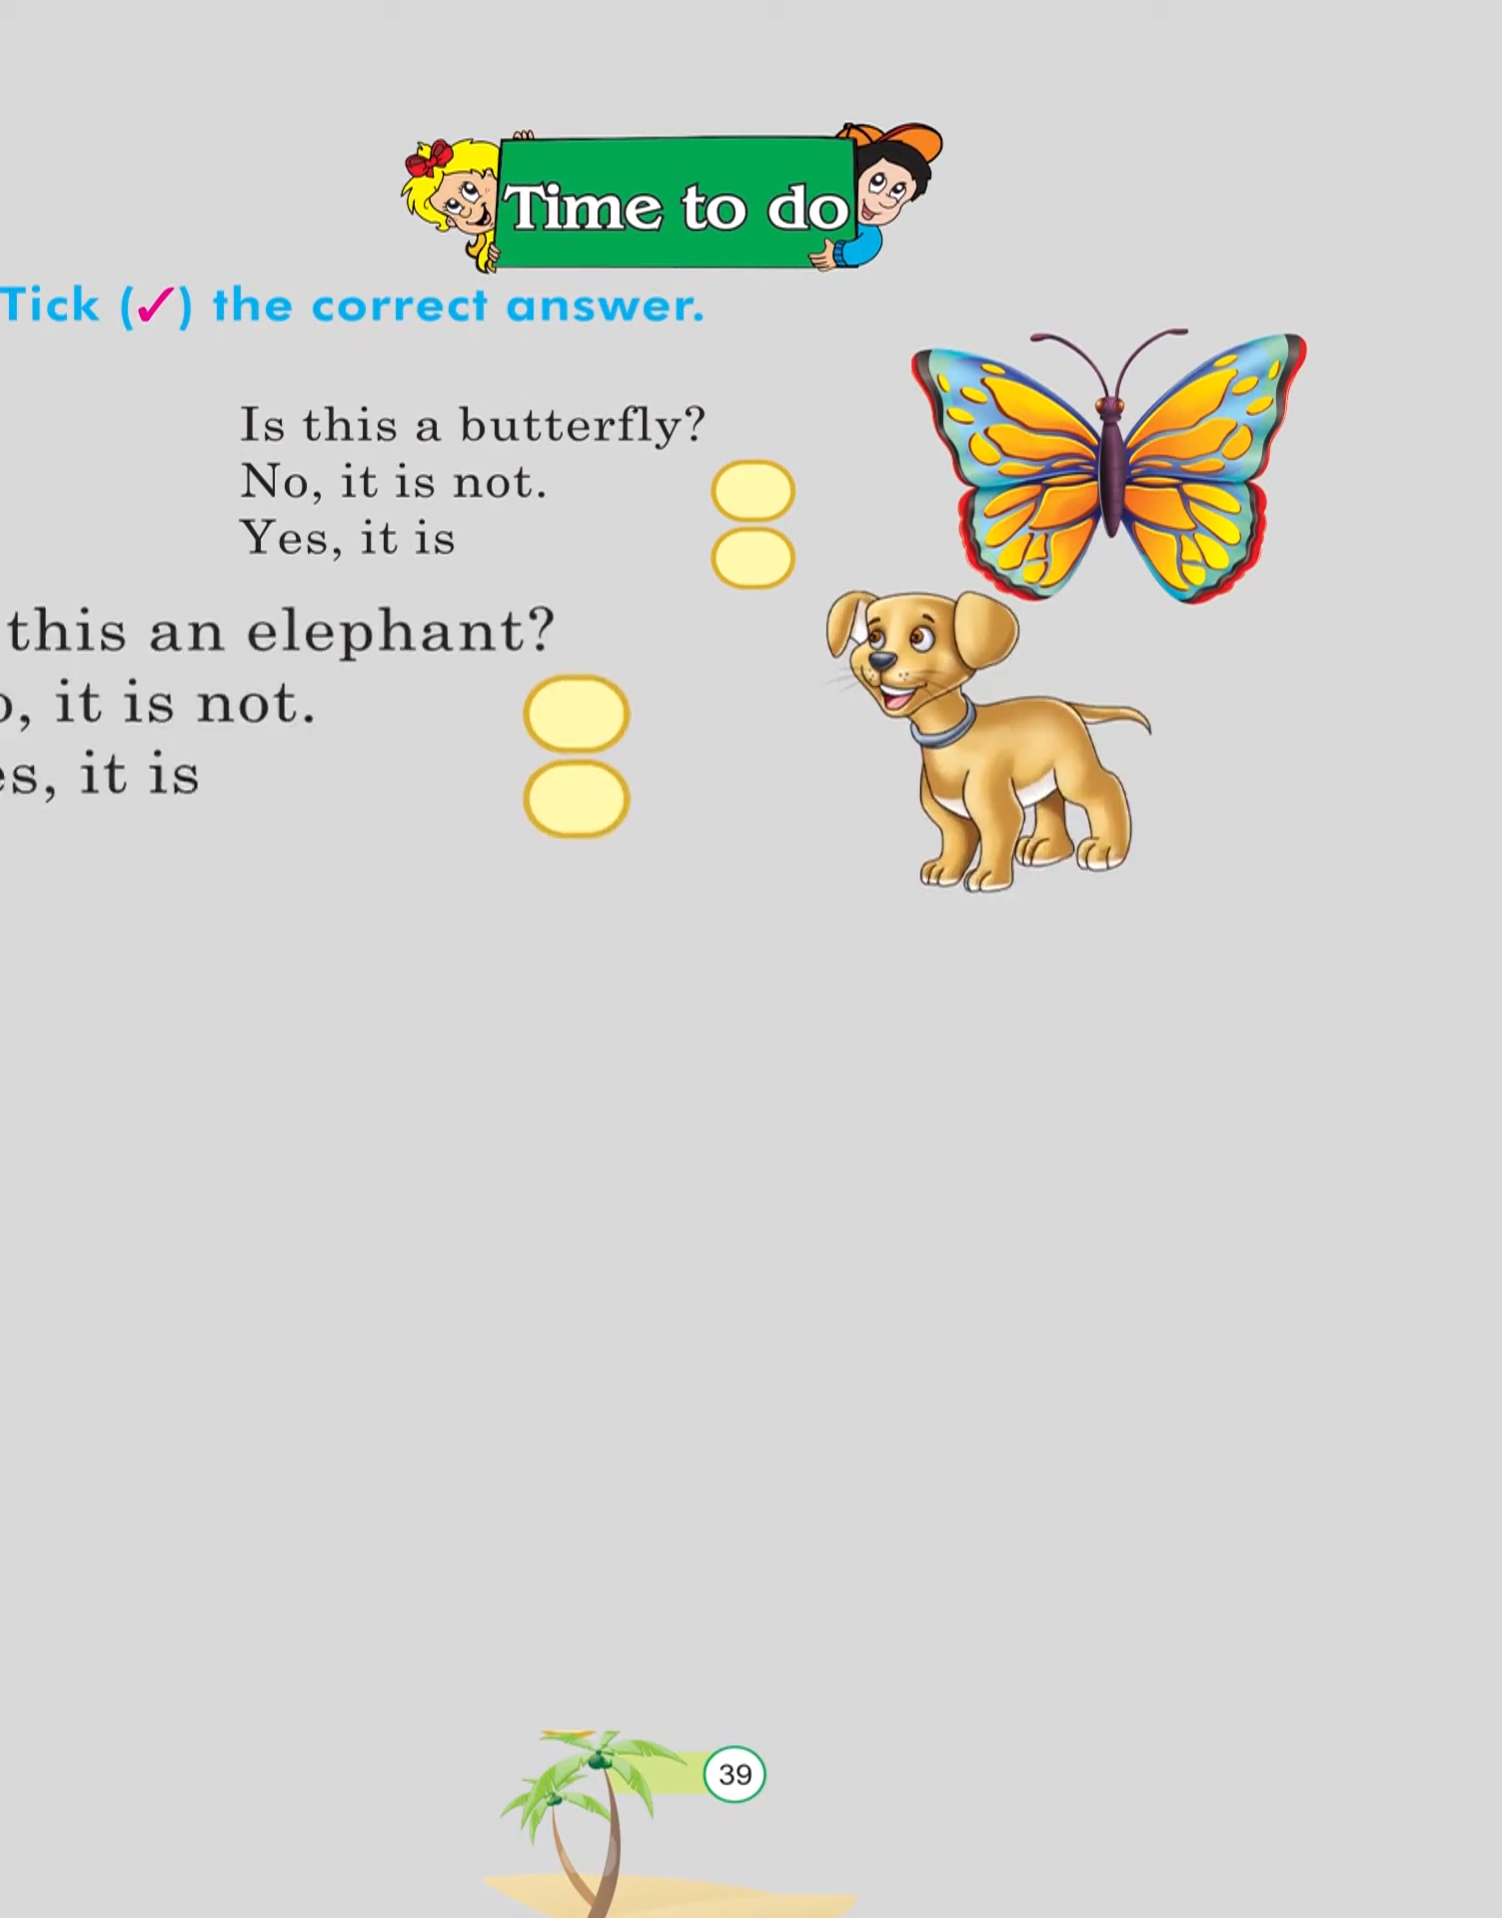 Time to do
Tick (✓) the correct answer.
Is this a butterfly?
No, it is not.
Yes, it is
this an elephant?
it is not.
it is
39